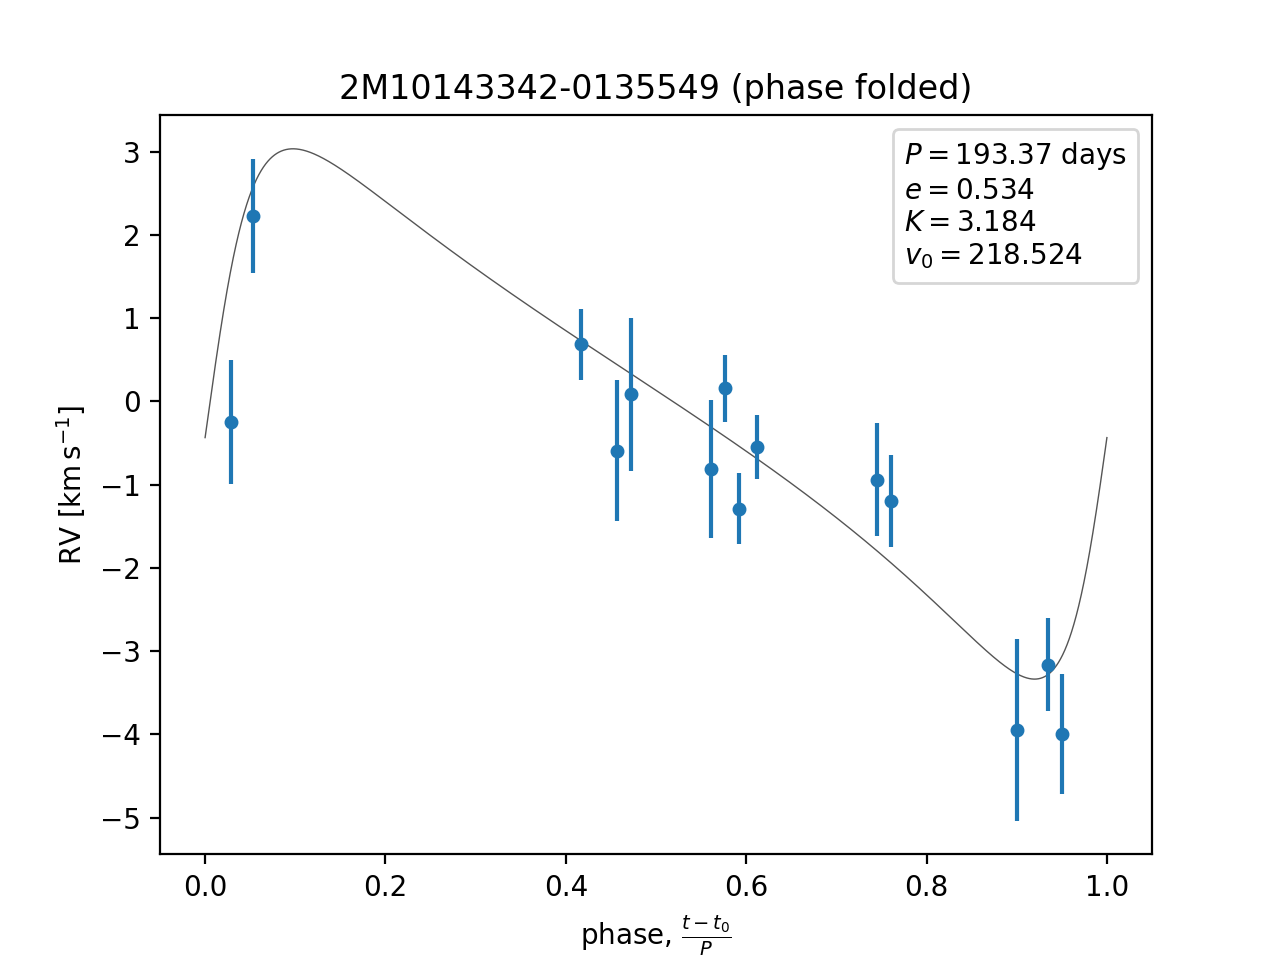 2M10143342-0135549 (phase folded)
P = 193.37 days
e = 0.534
K = 3.184
v₀ = 218.524
RV [km s⁻¹]
3
2
1
0
−1
−2
−3
−4
−5
0.0 0.2 0.4 0.6 0.8 1.0
phase, (t − t₀)/P